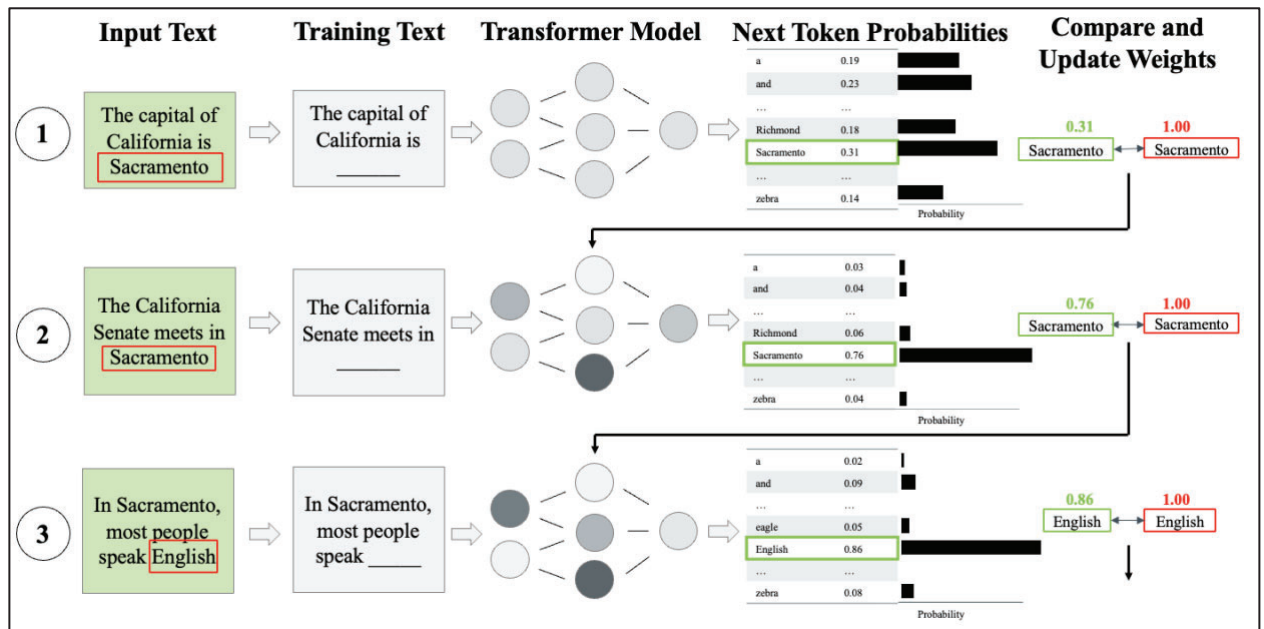 Input Text
Training Text
Transformer Model
Next Token Probabilities
Compare and
Update Weights
1
The capital of
California is
Sacramento
The capital of
California is
______
a 0.19
and 0.23
... ...
Richmond 0.18
Sacramento 0.31
... ...
zebra 0.14
Probability
0.31
Sacramento
1.00
Sacramento
2
The California
Senate meets in
Sacramento
The California
Senate meets in
______
a 0.03
and 0.04
... ...
Richmond 0.06
Sacramento 0.76
... ...
zebra 0.04
Probability
0.76
Sacramento
1.00
Sacramento
3
In Sacramento,
most people
speak English
In Sacramento,
most people
speak _____
a 0.02
and 0.09
... ...
eagle 0.05
English 0.86
... ...
zebra 0.08
Probability
0.86
English
1.00
English